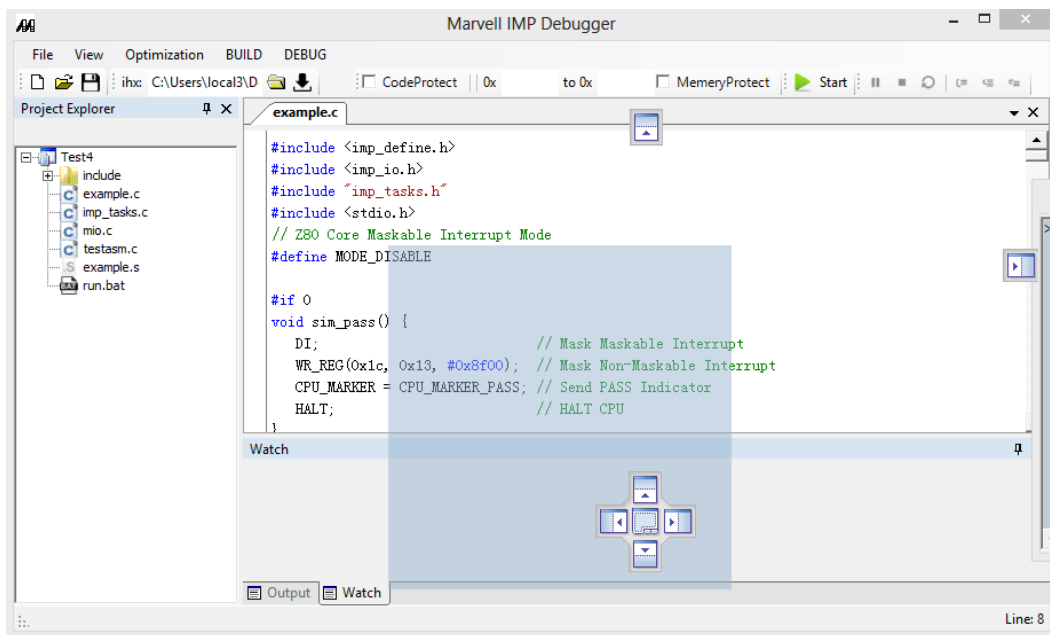 Marvell IMP Debugger
File View Optimization BUILD DEBUG
ihx: C:\Users\local3\D CodeProtect 0x to 0x MemeryProtect Start
Project Explorer
example.c
Test4
include
example.c
imp_tasks.c
mio.c
testasm.c
example.s
run.bat
#include <imp_define.h>
#include <imp_io.h>
#include "imp_tasks.h"
#include <stdio.h>
// Z80 Core Maskable Interrupt Mode
#define MODE_DISABLE
#if 0
void sim_pass() {
DI; // Mask Maskable Interrupt
WR_REG(0x1c, 0x13, #0x8f00); // Mask Non-Maskable Interrupt
CPU_MARKER = CPU_MARKER_PASS; // Send PASS Indicator
HALT; // HALT CPU
}
Watch
Output Watch
Line: 8